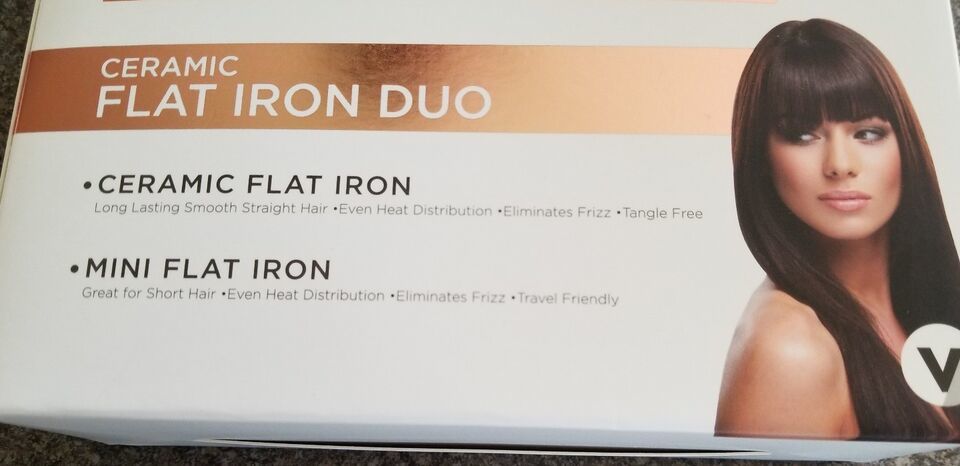 CERAMIC
FLAT IRON DUO
•CERAMIC FLAT IRON
Long Lasting Smooth Straight Hair •Even Heat Distribution •Eliminates Frizz •Tangle Free
•MINI FLAT IRON
Great for Short Hair •Even Heat Distribution •Eliminates Frizz •Travel Friendly
V